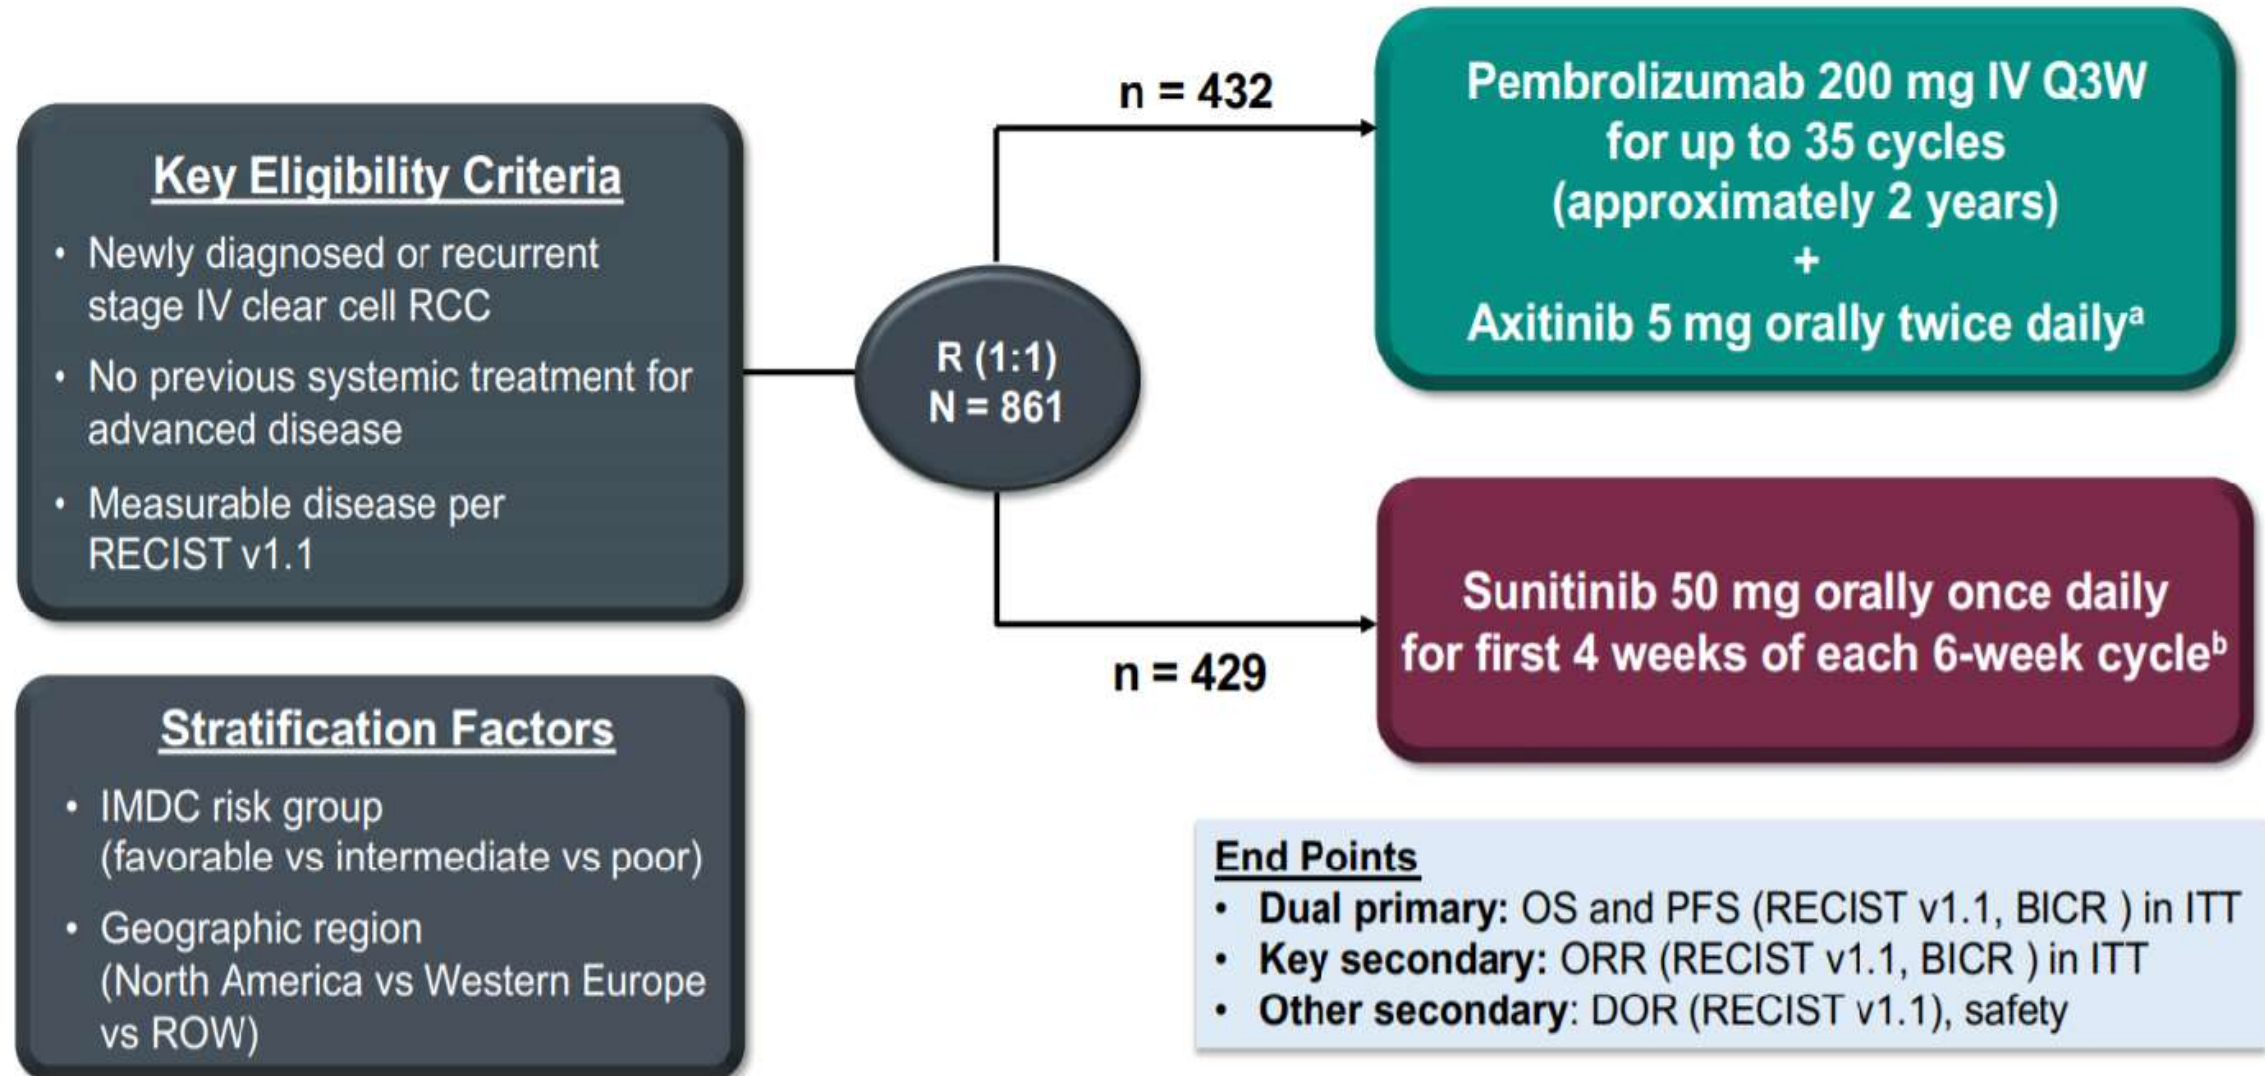 Key Eligibility Criteria
• Newly diagnosed or recurrent
stage IV clear cell RCC
• No previous systemic treatment for
advanced disease
• Measurable disease per
RECIST v1.1
Stratification Factors
• IMDC risk group
(favorable vs intermediate vs poor)
• Geographic region
(North America vs Western Europe
vs ROW)
R (1:1)
N = 861
n = 432
Pembrolizumab 200 mg IV Q3W
for up to 35 cycles
(approximately 2 years)
+
Axitinib 5 mg orally twice dailyᵃ
n = 429
Sunitinib 50 mg orally once daily
for first 4 weeks of each 6-week cycleᵇ
End Points
• Dual primary: OS and PFS (RECIST v1.1, BICR ) in ITT
• Key secondary: ORR (RECIST v1.1, BICR ) in ITT
• Other secondary: DOR (RECIST v1.1), safety